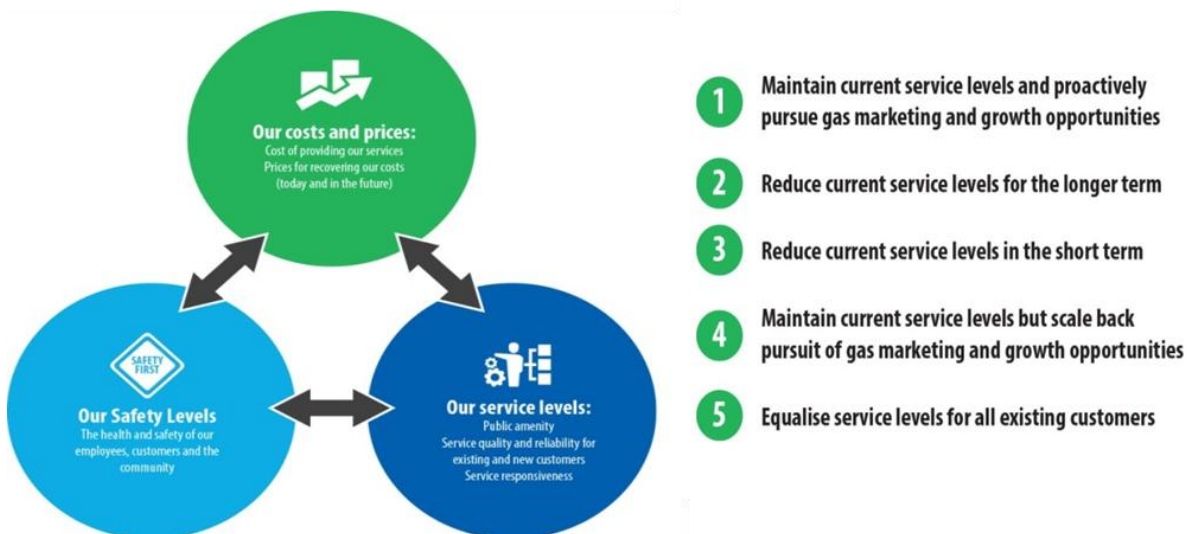 Our costs and prices:
Cost of providing our services
Prices for recovering our costs
(today and in the future)
SAFETY
FIRST
Our Safety Levels
The health and safety of our
employees, customers and the
community
Our service levels:
Public amenity
Service quality and reliability for
existing and new customers
Service responsiveness
1
Maintain current service levels and proactively
pursue gas marketing and growth opportunities
2
Reduce current service levels for the longer term
3
Reduce current service levels in the short term
4
Maintain current service levels but scale back
pursuit of gas marketing and growth opportunities
5
Equalise service levels for all existing customers